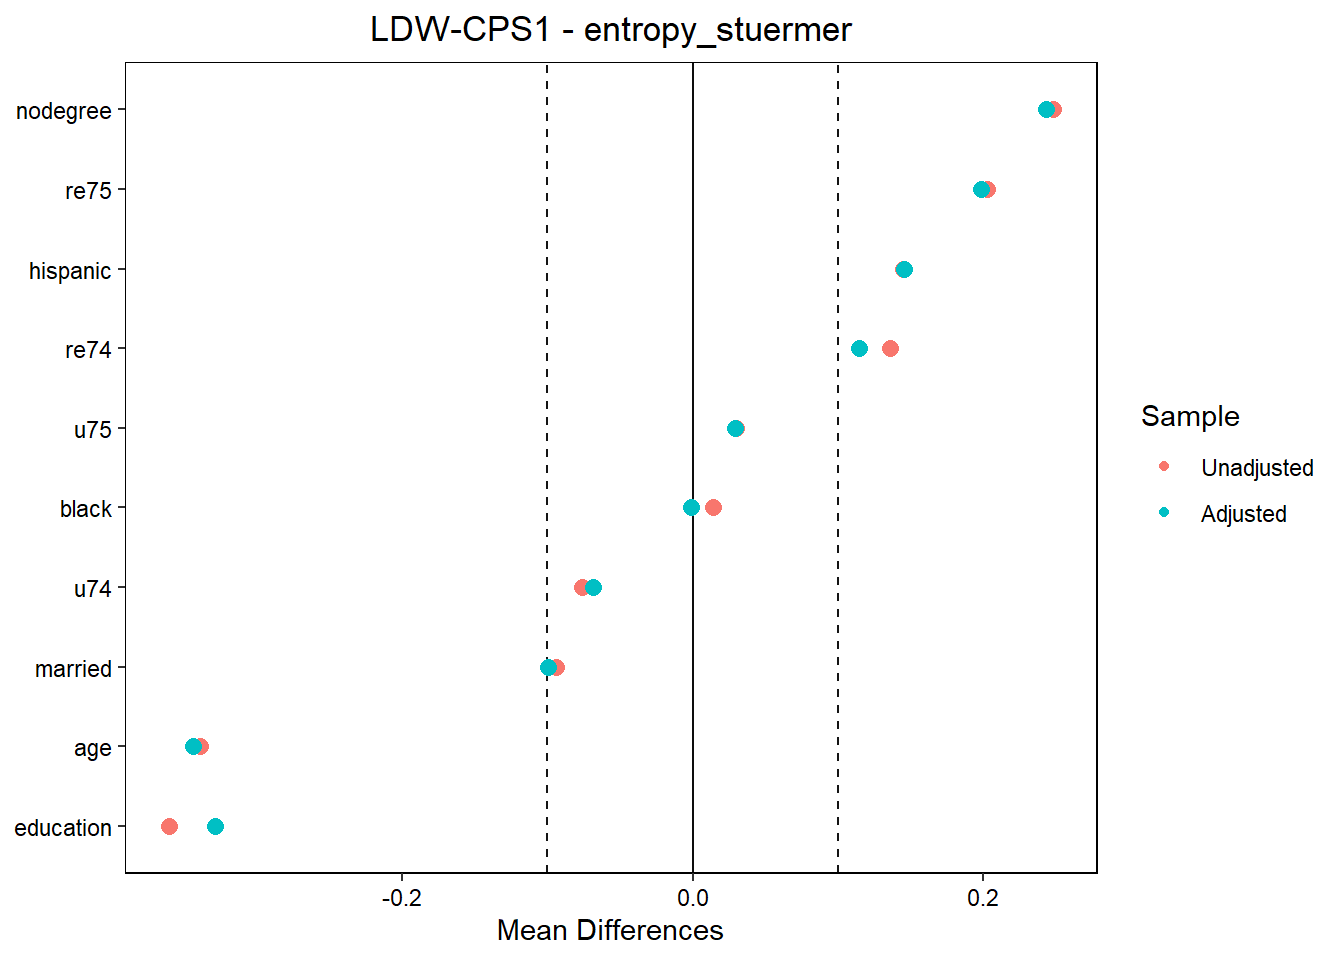 LDW-CPS1 - entropy_stuermer
nodegree
re75
hispanic
re74
u75
black
u74
married
age
education
-0.2
0.0
0.2
Mean Differences
Sample
Unadjusted
Adjusted